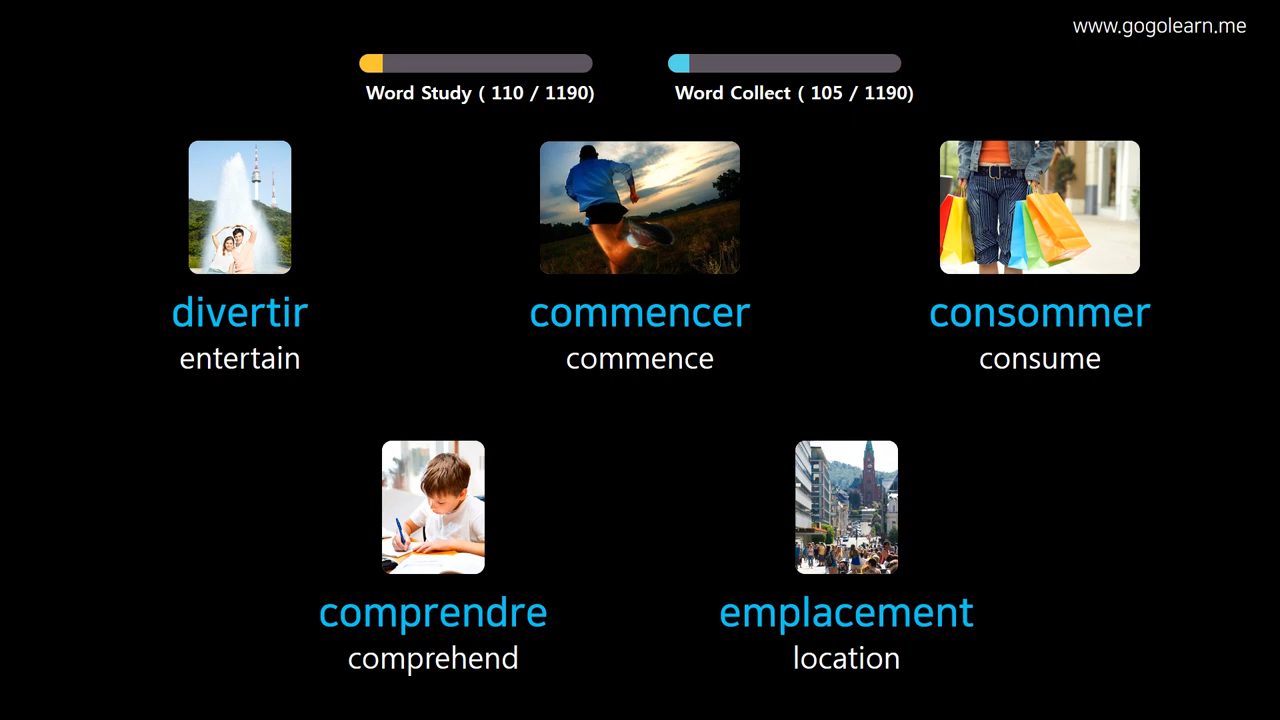 www.gogolearn.me
Word Study ( 110 / 1190)
Word Collect ( 105 / 1190)
divertir
entertain
commencer
commence
consommer
consume
comprendre
comprehend
emplacement
location